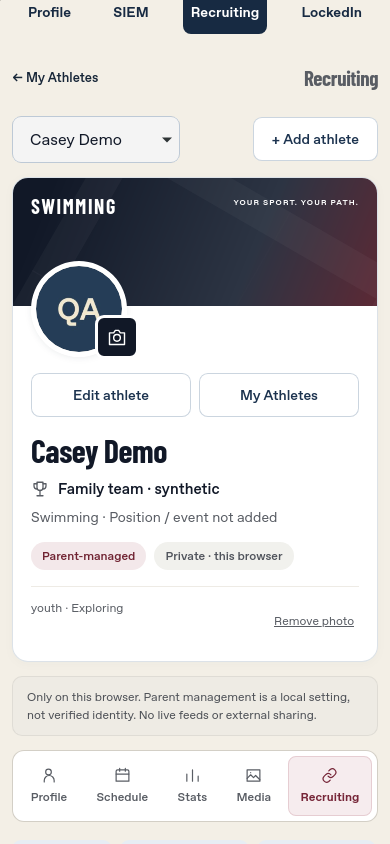 Profile SIEM Recruiting LockedIn
← My Athletes Recruiting
Casey Demo + Add athlete
SWIMMING YOUR SPORT. YOUR PATH.
QA
Edit athlete My Athletes
Casey Demo
Family team · synthetic
Swimming · Position / event not added
Parent-managed Private · this browser
youth · Exploring
Remove photo
Only on this browser. Parent management is a local setting,
not verified identity. No live feeds or external sharing.
Profile Schedule Stats Media Recruiting